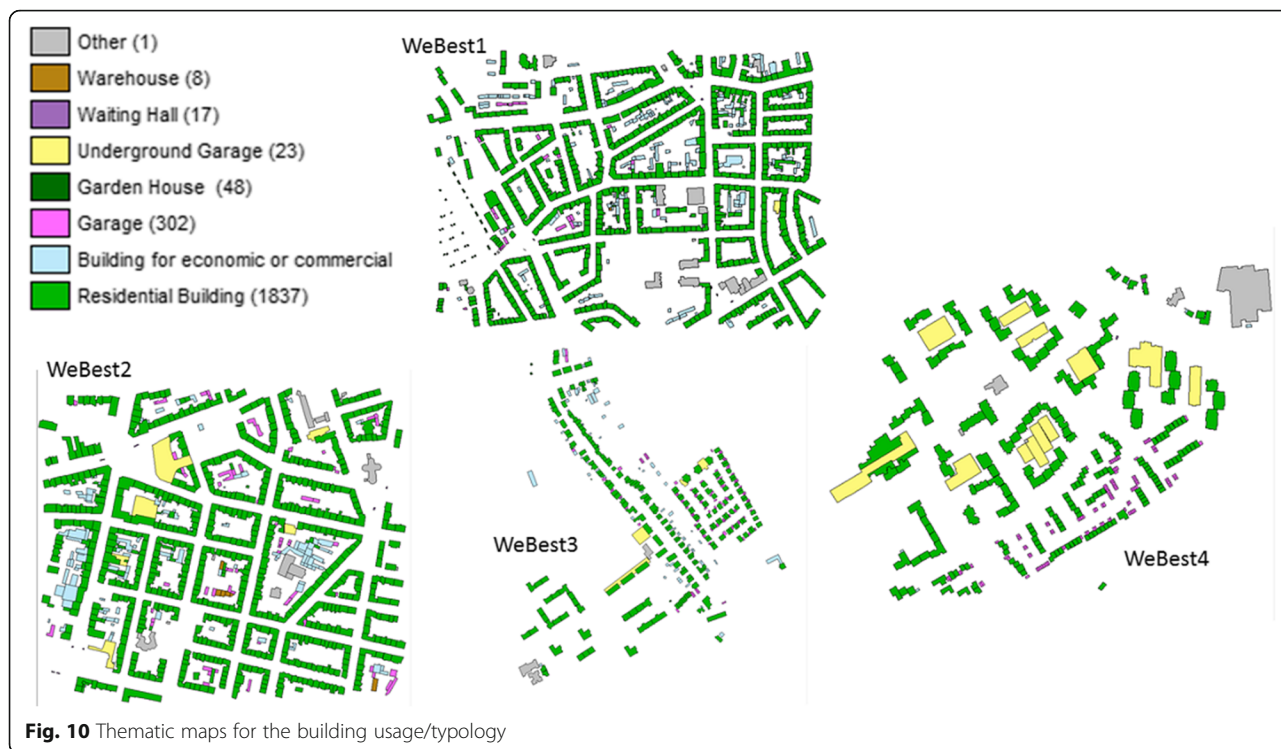 Other (1)
Warehouse (8)
Waiting Hall (17)
Underground Garage (23)
Garden House (48)
Garage (302)
Building for economic or commercial
Residential Building (1837)
WeBest1
WeBest2
WeBest3
WeBest4
Fig. 10 Thematic maps for the building usage/typology